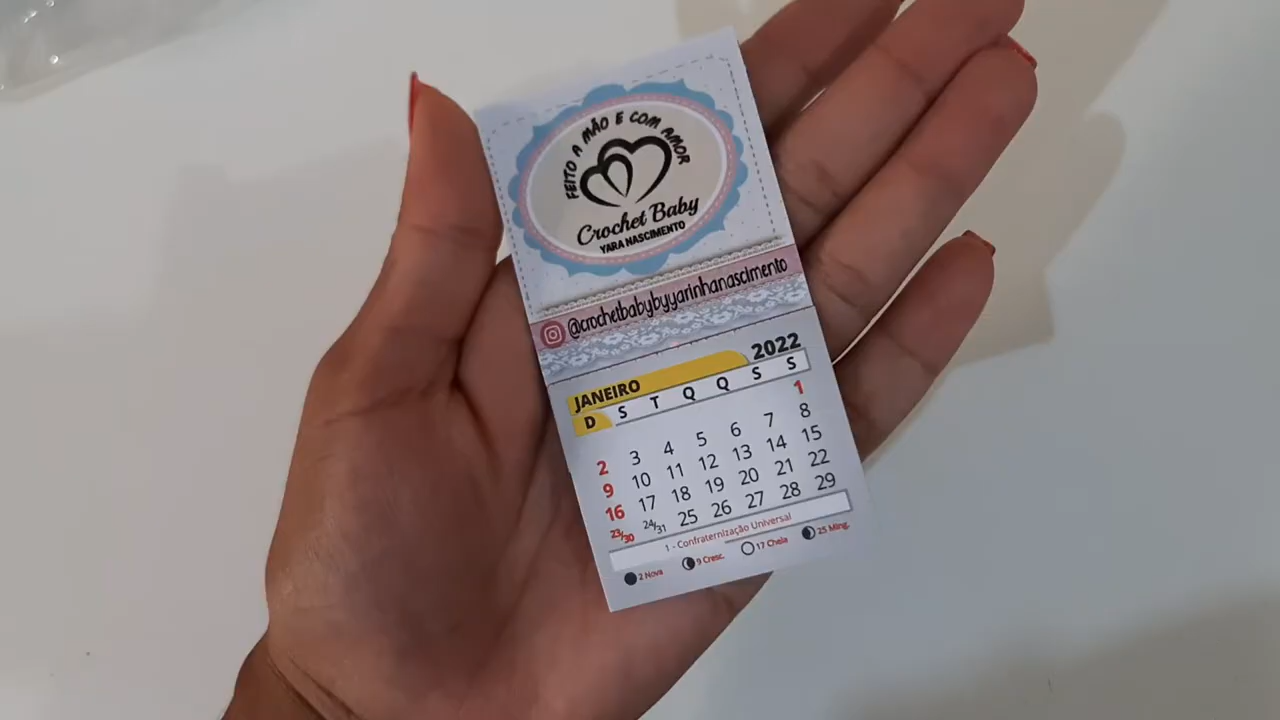 FEITO A MÃO E COM AMOR
Crochet Baby
YARA NASCIMENTO
@crochetbabybyyarinhanascimento
JANEIRO 2022
D S T Q Q S S
1
2 3 4 5 6 7 8
9 10 11 12 13 14 15
16 17 18 19 20 21 22
23/30 24/31 25 26 27 28 29
1 - Confraternização Universal
2 Nova 9 Cresc. 17 Cheia 25 Ming.